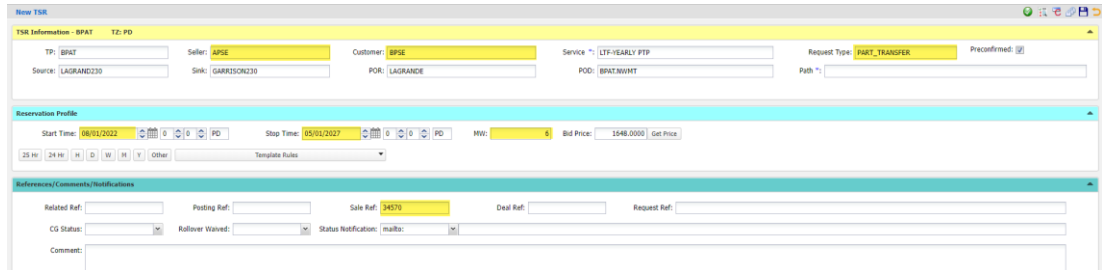 New TSR
TSR Information - BPAT TZ: PD
TP: BPAT Seller: APSE Customer: BPSE Service *: LTF-YEARLY PTP Request Type: PART_TRANSFER Preconfirmed:
Source: LAGRAND230 Sink: GARRISON230 POR: LAGRANDE POD: BPAT.NWMT Path *:
Reservation Profile
Start Time: 08/01/2022 0 0 PD Stop Time: 05/01/2027 0 0 PD MW: 6 Bid Price: 1648.0000 Get Price
25 Hr 24 Hr H D W M Y Other Template Rules
References/Comments/Notifications
Related Ref: Posting Ref: Sale Ref: 34570 Deal Ref: Request Ref:
CG Status: Rollover Waived: Status Notification: mailto:
Comment: